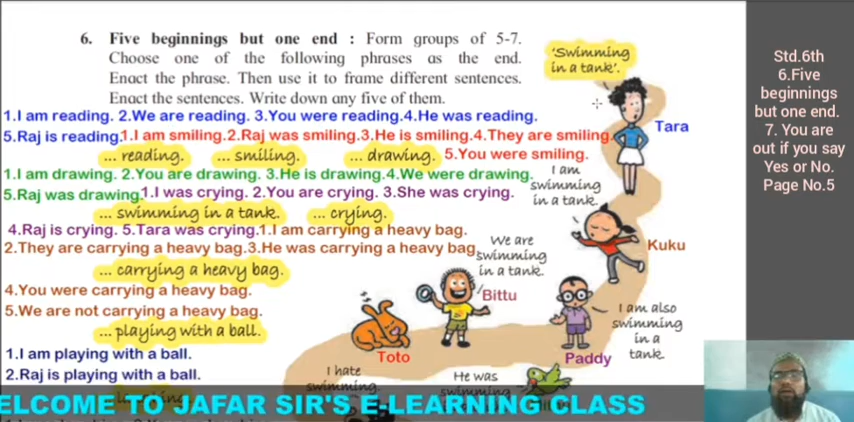 6. Five beginnings but one end : Form groups of 5-7.
Choose one of the following phrases as the end.
Enact the phrase. Then use it to frame different sentences.
Enact the sentences. Write down any five of them.
1.I am reading. 2.We are reading. 3.You were reading.4.He was reading.
5.Raj is reading.1.I am smiling.2.Raj was smiling.3.He is smiling.4.They are smiling.
... reading. ... smiling. ... drawing. 5.You were smiling.
1.I am drawing. 2.You are drawing. 3.He is drawing.4.We were drawing.
5.Raj was drawing.1.I was crying. 2.You are crying. 3.She was crying.
... swimming in a tank. ... crying.
4.Raj is crying. 5.Tara was crying.1.I am carrying a heavy bag.
2.They are carrying a heavy bag.3.He was carrying a heavy bag.
... carrying a heavy bag.
4.You were carrying a heavy bag.
5.We are not carrying a heavy bag.
... playing with a ball.
1.I am playing with a ball.
2.Raj is playing with a ball.
'Swimming
in a tank'.
Tara
I am
swimming
in a tank.
Kuku
We are
swimming
in a tank.
Bittu
I am also
swimming
in a
tank.
Paddy
Toto
I hate
swimming.
He was
swimming
ELCOME TO JAFAR SIR'S E-LEARNING CLASS
Std.6th
6.Five
beginnings
but one end.
7. You are
out if you say
Yes or No.
Page No.5